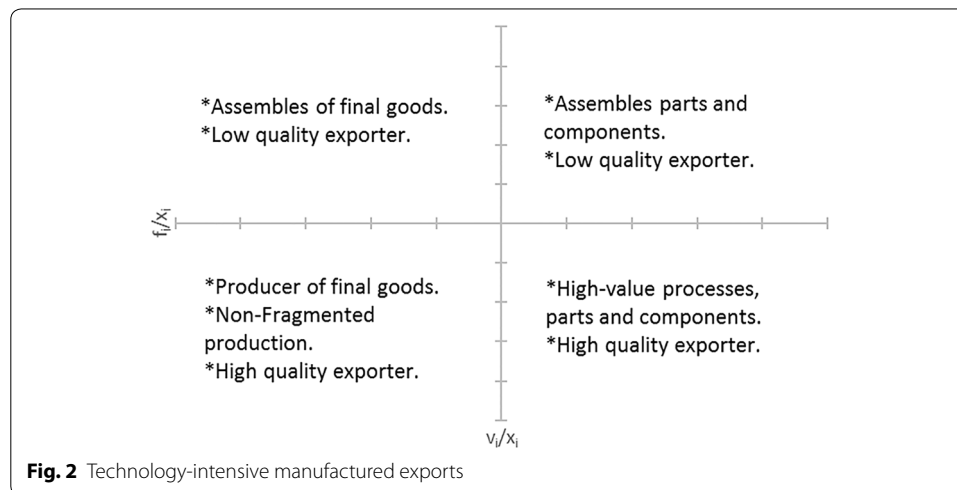 *Assembles of final goods.
*Low quality exporter.
*Assembles parts and
components.
*Low quality exporter.
fi/xi
*Producer of final goods.
*Non-Fragmented
production.
*High quality exporter.
*High-value processes,
parts and components.
*High quality exporter.
vi/xi
Fig. 2 Technology-intensive manufactured exports